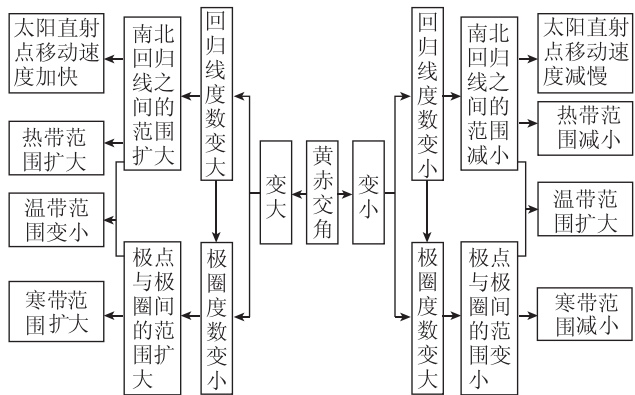 太阳直射
点移动速
度加快
热带范
围扩大
温带范
围变小
寒带范
围扩大
南北
回归
线之
间的
范围
扩大
极点
与极
圈间
的范
围扩
大
回归线度数变大
极圈度数变小
变大
黄赤交角
变小
回归线度数变小
极圈度数变大
南北
回归
线之
间的
范围
减小
极点
与极
圈间
的范
围变
小
太阳直射
点移动速
度减慢
热带范
围减小
温带范
围扩大
寒带范
围减小